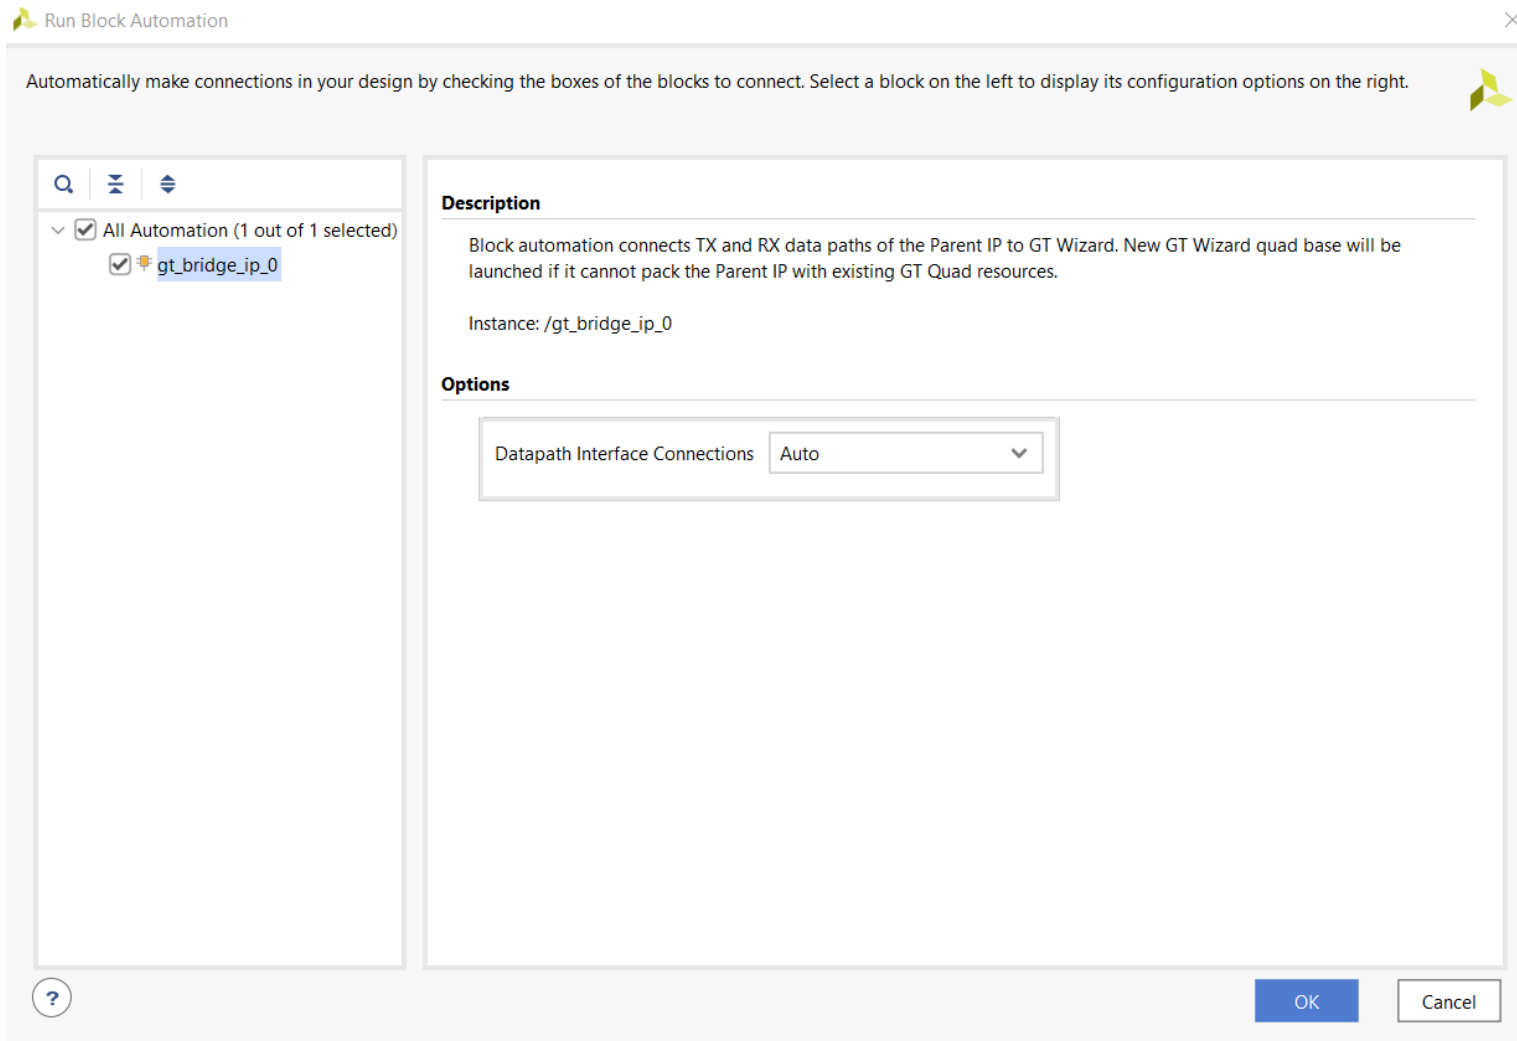 Run Block Automation
Automatically make connections in your design by checking the boxes of the blocks to connect. Select a block on the left to display its configuration options on the right.
All Automation (1 out of 1 selected)
gt_bridge_ip_0
Description
Block automation connects TX and RX data paths of the Parent IP to GT Wizard. New GT Wizard quad base will be
launched if it cannot pack the Parent IP with existing GT Quad resources.
Instance: /gt_bridge_ip_0
Options
Datapath Interface Connections Auto
?
OK Cancel